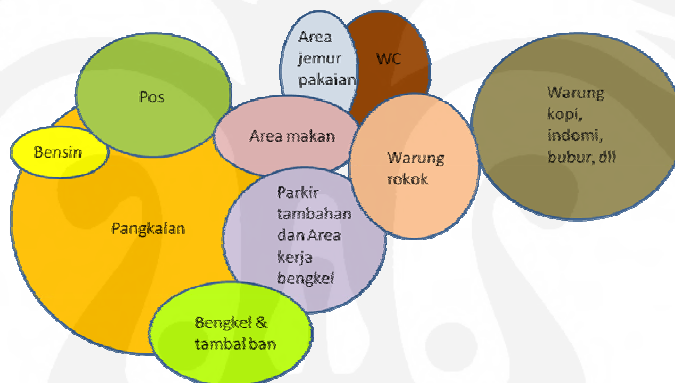 Area
jemur
pakaian
WC
Pos
Warung
kopi,
indomi,
bubur, dll
Area makan
Bensin
Warung
rokok
Parkir
tambahan
dan Area
kerja
bengkel
Pangkalan
Bengkel &
tambal ban